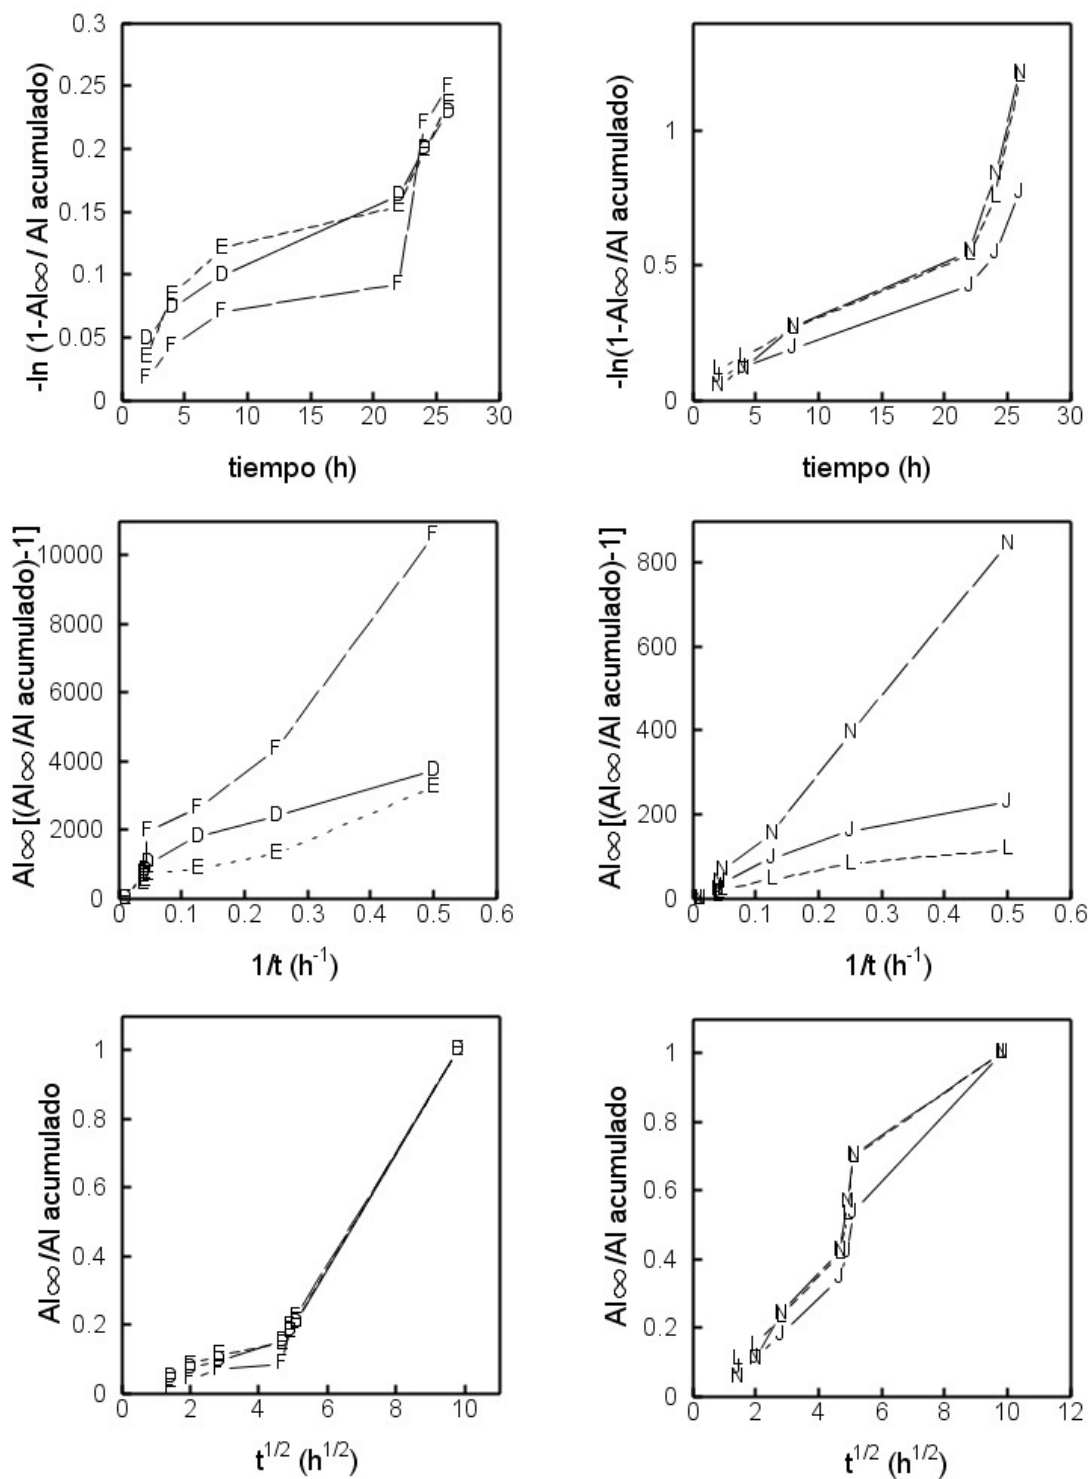 -ln (1-Al∞/ Al acumulado)
0.3
0.25
0.2
0.15
0.1
0.05
0
0 5 10 15 20 25 30
tiempo (h)
D D D D D D
E E E E E E
F F F F F F
-ln(1-Al∞/Al acumulado)
1
0.5
0
0 5 10 15 20 25 30
tiempo (h)
N N N N N N
L L L L L L
J J J J J J
Al∞[(Al∞/Al acumulado)-1]
10000
8000
6000
4000
2000
0
0 0.1 0.2 0.3 0.4 0.5 0.6
1/t (h⁻¹)
F F F F
D D D D
E E E
Al∞[(Al∞/Al acumulado)-1]
800
600
400
200
0
0 0.1 0.2 0.3 0.4 0.5 0.6
1/t (h⁻¹)
N N N N
J J J
L L L
Al∞/Al acumulado
1
0.8
0.6
0.4
0.2
0
0 2 4 6 8 10
t¹/² (h¹/²)
Al∞/Al acumulado
1
0.8
0.6
0.4
0.2
0
0 2 4 6 8 10 12
t¹/² (h¹/²)